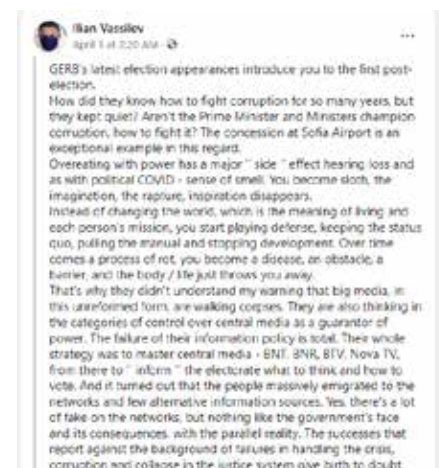 Ilian Vassilev
April 1 at 7:20 AM ·
...
GERB's latest election appearances introduce you to the first post-
election.
How did they know how to fight corruption for so many years, but
they kept quiet? Aren't the Prime Minister and Ministers champion
corruption, how to fight it? The concession at Sofia Airport is an
exceptional example in this regard.
Overeating with power has a major " side " effect hearing loss and
as with political COVID - sense of smell. You become sloth, the
imagination, the rapture, inspiration disappears.
Instead of changing the world, which is the meaning of living and
each person's mission, you start playing defense, keeping the status
quo, pulling the manual and stopping development. Over time
comes a process of rot, you become a disease, an obstacle, a
barrier, and the body / life just throws you away.
That's why they didn't understand my warning that big media, in
this unreformed form, are walking corpses. They are also thinking in
the categories of control over central media as a guarantor of
power. The failure of their information policy is total. Their whole
strategy was to master central media - BNT, BNR, BTV, Nova TV,
from there to " inform " the electorate what to think and how to
vote. And it turned out that the people massively emigrated to the
networks and few alternative information sources. Yes, there's a lot
of fake on the networks, but nothing like the government's face
and its consequences, with the parallel reality. The successes that
report against the background of failures in handling the crisis,
corruption and collapse in the justice system give birth to doubt